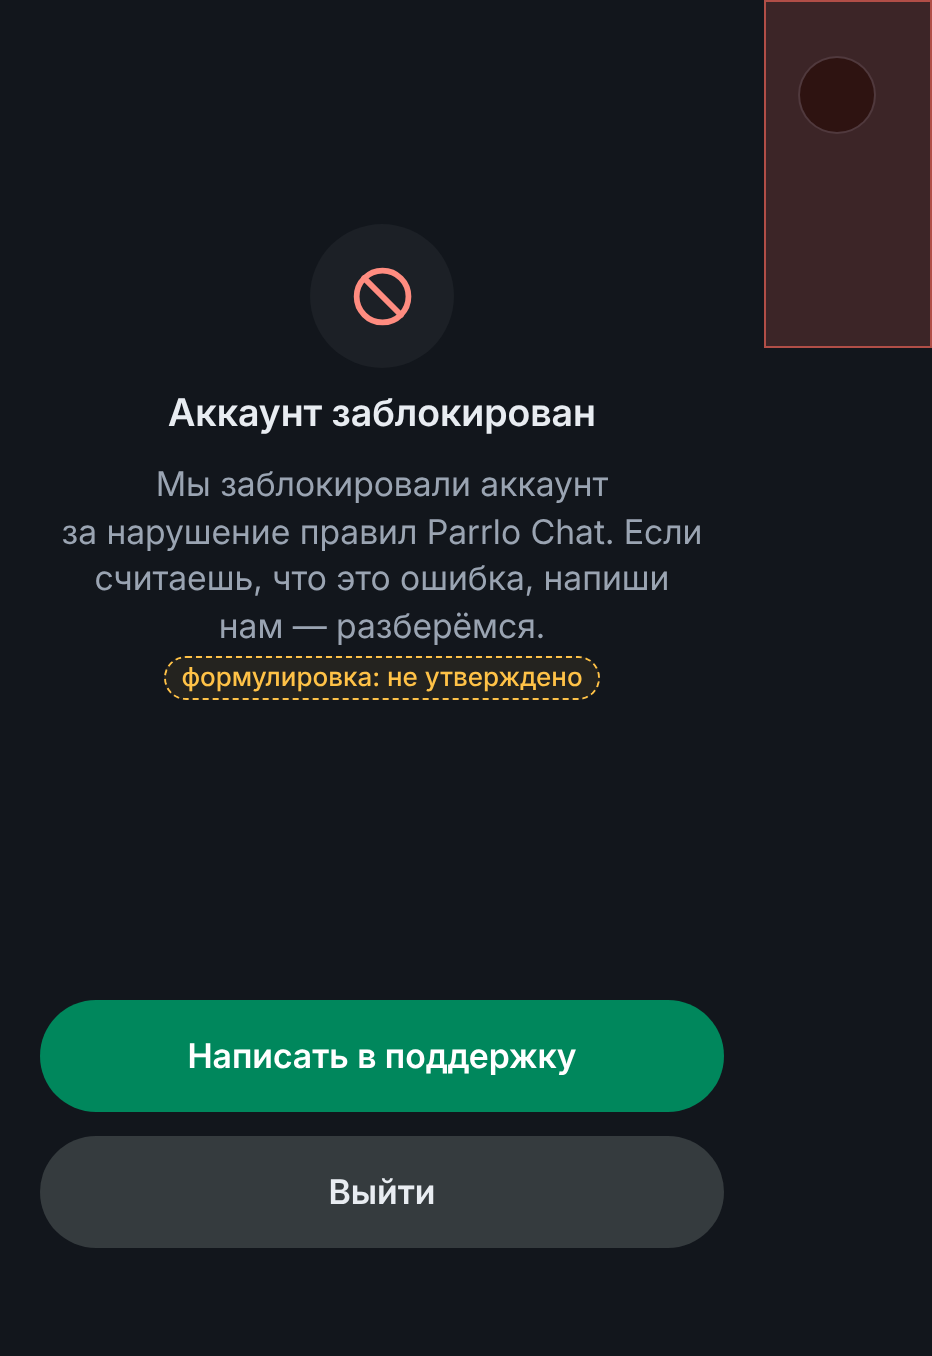 Аккаунт заблокирован
Мы заблокировали аккаунт
за нарушение правил Parrlo Chat. Если
считаешь, что это ошибка, напиши
нам — разберёмся.
формулировка: не утверждено
Написать в поддержку
Выйти